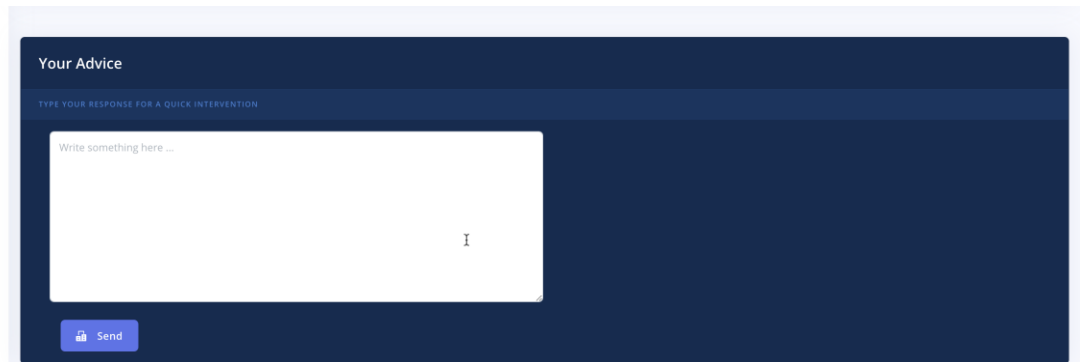 Your Advice
TYPE YOUR RESPONSE FOR A QUICK INTERVENTION
Write something here ...
Send